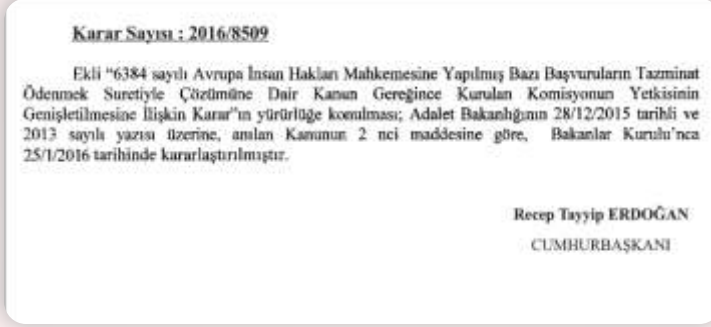 Karar Sayısı : 2016/8509
Ekli “6384 sayılı Avrupa İnsan Hakları Mahkemesine Yapılmış Bazı Başvuruların Tazminat
Ödenmek Suretiyle Çözümüne Dair Kanun Gereğince Kurulan Komisyonun Yetkisinin
Genişletilmesine İlişkin Karar”ın yürürlüğe konulması; Adalet Bakanlığının 28/12/2015 tarihli ve
2013 sayılı yazısı üzerine, anılan Kanunun 2 nci maddesine göre, Bakanlar Kurulu’nca
25/1/2016 tarihinde kararlaştırılmıştır.
Recep Tayyip ERDOĞAN
CUMHURBAŞKANI